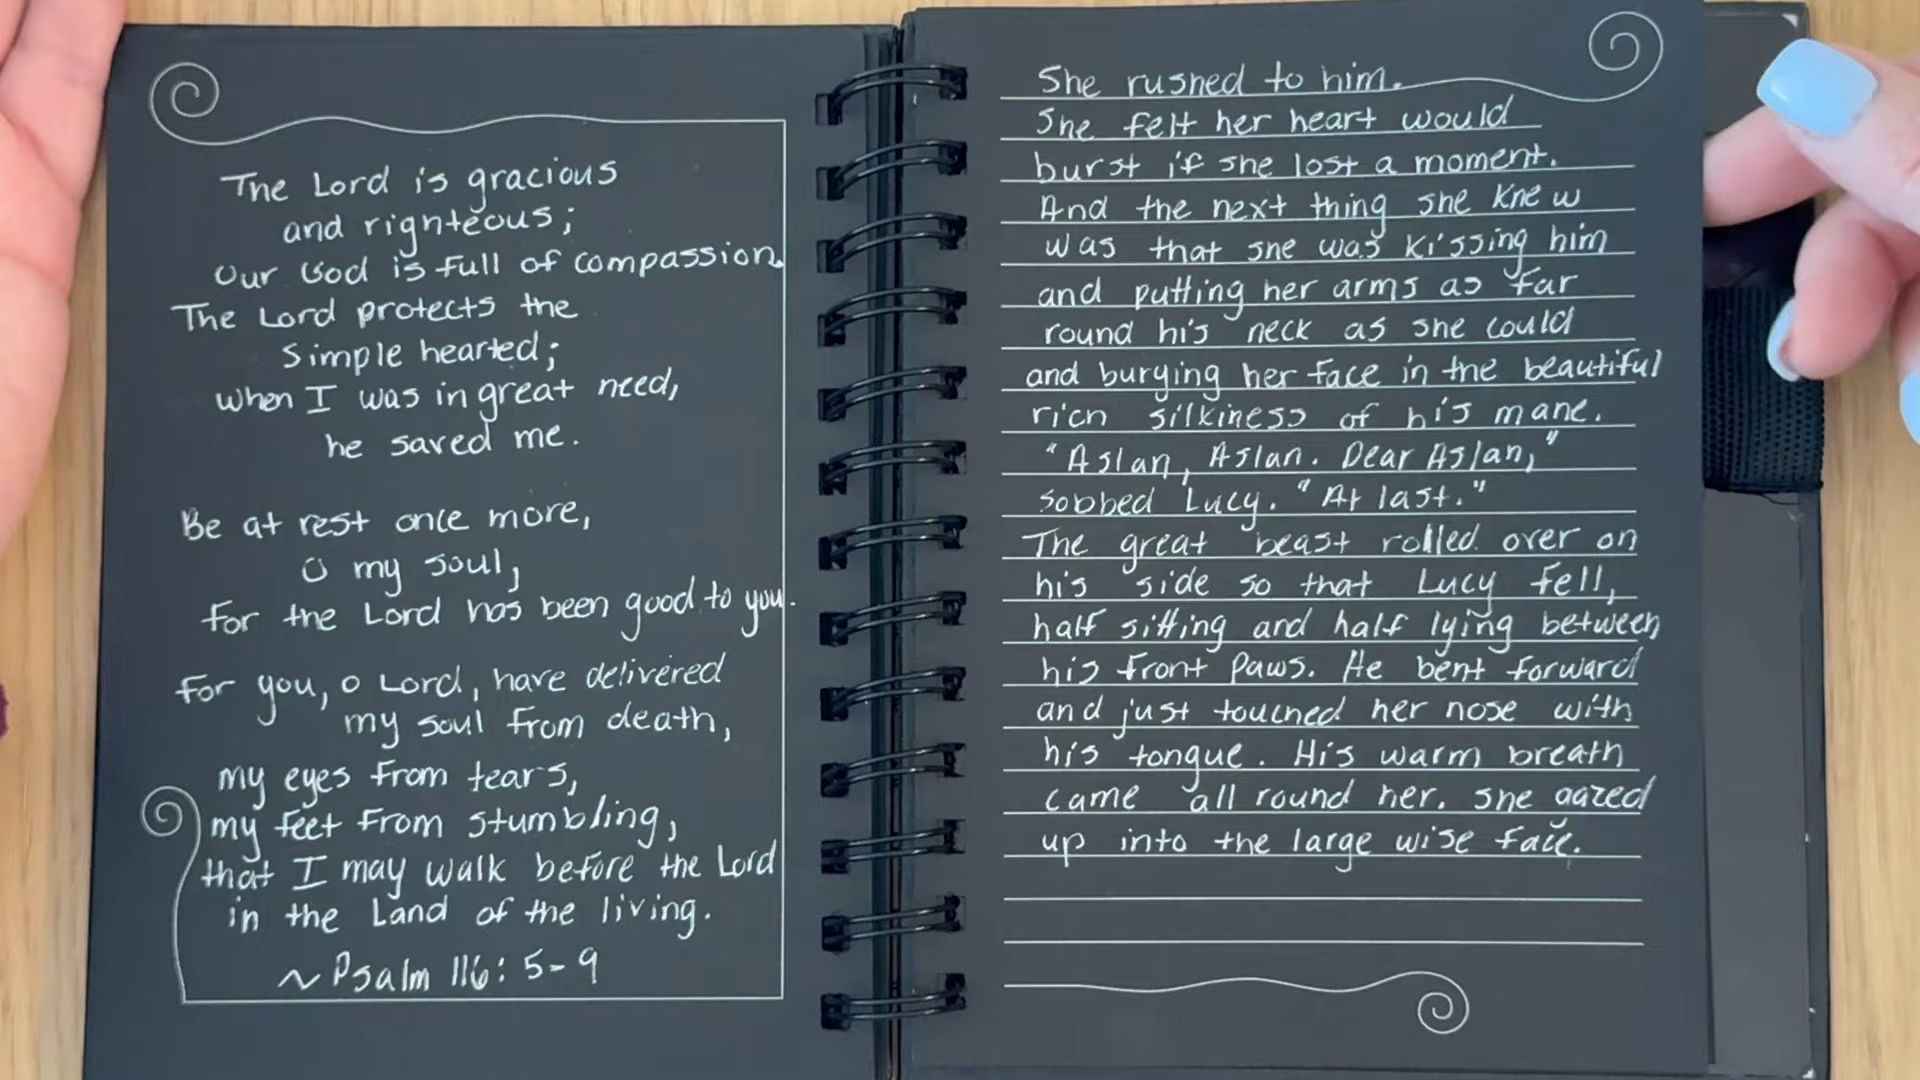 The Lord is gracious
and righteous;
Our God is full of compassion.
The Lord protects the
simple hearted;
when I was in great need,
he saved me.
Be at rest once more,
O my soul,
for the Lord has been good to you.
For you, O Lord, have delivered
my soul from death,
my eyes from tears,
my feet from stumbling,
that I may walk before the Lord
in the Land of the living.
~ Psalm 116: 5-9
She rushed to him.
She felt her heart would
burst if she lost a moment.
And the next thing she knew
was that she was kissing him
and putting her arms as far
round his neck as she could
and burying her face in the beautiful
rich silkiness of his mane.
"Aslan, Aslan. Dear Aslan,"
sobbed Lucy. "At last."
The great beast rolled over on
his side so that Lucy fell,
half sitting and half lying between
his front paws. He bent forward
and just touched her nose with
his tongue. His warm breath
came all round her. She gazed
up into the large wise face.